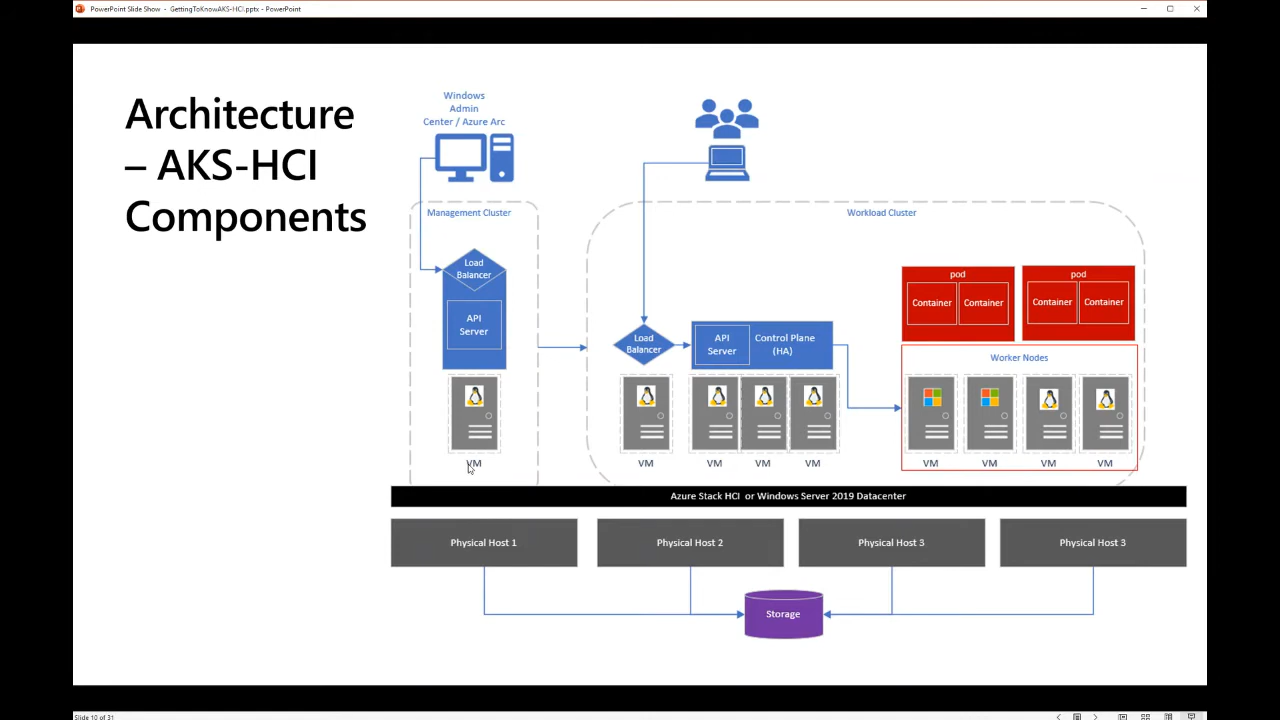 PowerPoint Slide Show - GettingToKnowAKS-HCI.pptx - PowerPoint
Architecture
– AKS-HCI
Components
Windows
Admin
Center / Azure Arc
Management Cluster
Load
Balancer
API
Server
VM
Workload Cluster
Load
Balancer
API
Server
Control Plane
(HA)
pod
Container
Container
pod
Container
Container
Worker Nodes
VM
VM
VM
VM
VM
VM
VM
VM
Azure Stack HCI or Windows Server 2019 Datacenter
Physical Host 1
Physical Host 2
Physical Host 3
Physical Host 3
Storage
Slide 10 of 31